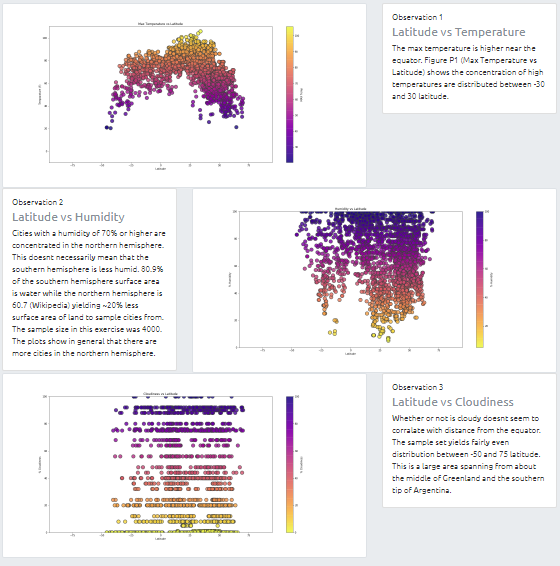 Max Temperature vs Latitude
Latitude
Observation 1
Latitude vs Temperature
The max temperature is higher near the
equator. Figure P1 (Max Temperature vs
Latitude) shows the concentration of high
temperatures are distributed between -30
and 30 latitude.
Observation 2
Latitude vs Humidity
Cities with a humidity of 70% or higher are
concentrated in the northern hemisphere.
This doesnt necessarily mean that the
southern hemisphere is less humid. 80.9%
of the southern hemisphere surface area
is water while the northern hemisphere is
60.7 (Wikipedia) yielding ~20% less
surface area of land to sample cities from.
The sample size in this exercise was 4000.
The plots show in general that there are
more cities in the northern hemisphere.
Humidity vs Latitude
% Humidity
Latitude
Cloudiness vs Latitude
% Cloudiness
Latitude
Observation 3
Latitude vs Cloudiness
Whether or not is cloudy doesnt seem to
corralate with distance from the equator.
The sample set yields fairly even
distribution between -50 and 75 latitude.
This is a large area spanning from about
the middle of Greenland and the southern
tip of Argentina.